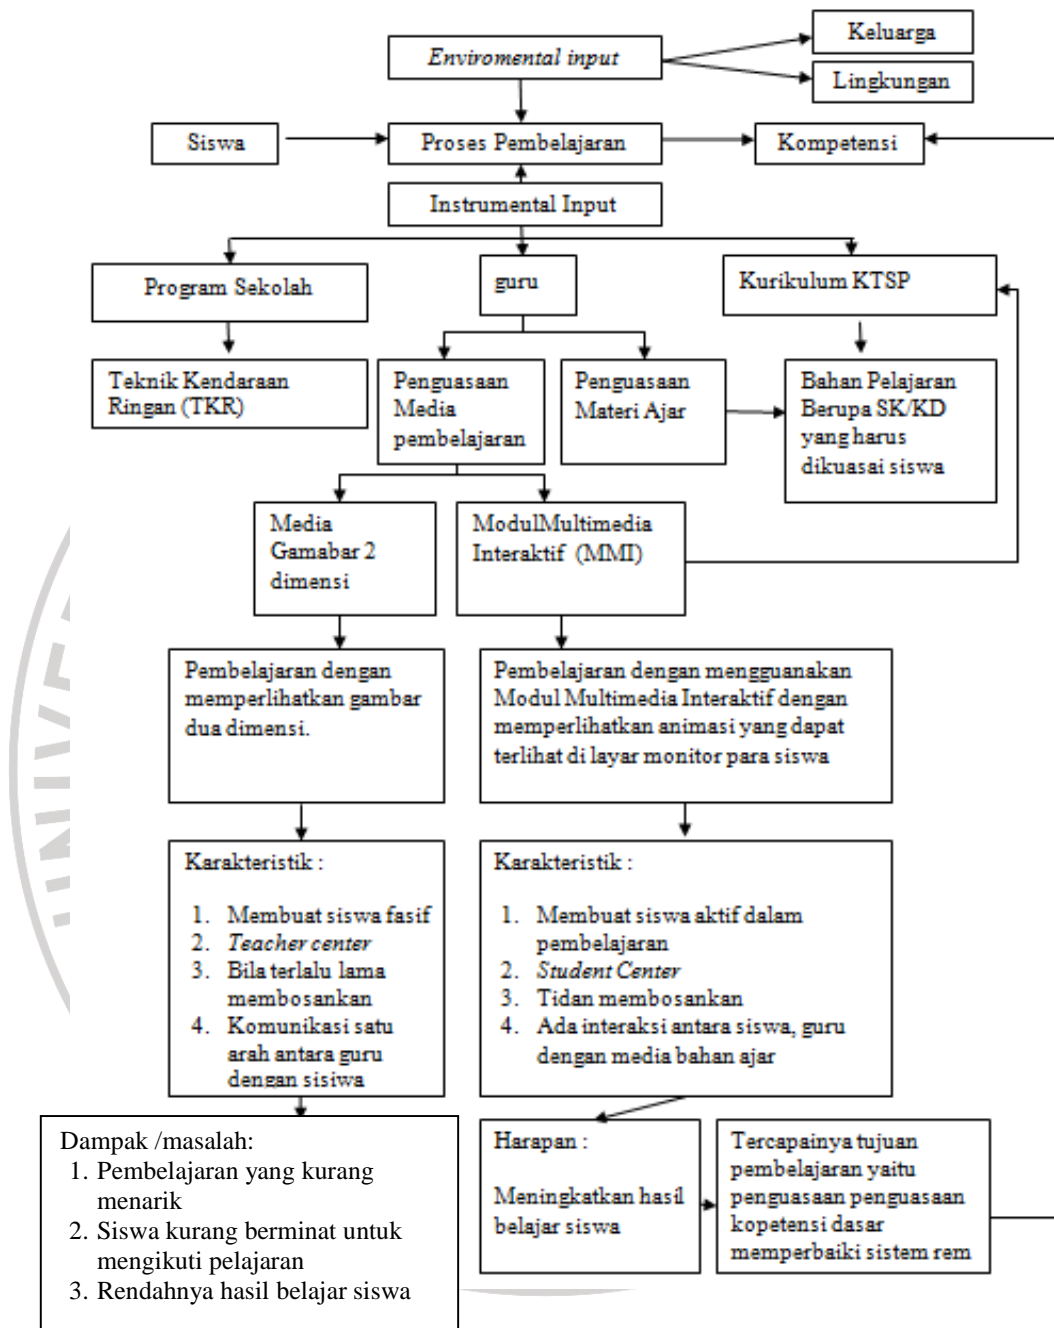 Keluarga
Enviromental input
Lingkungan
Siswa
Proses Pembelajaran
Kompetensi
Instrumental Input
Program Sekolah
guru
Kurikulum KTSP
Teknik Kendaraan
Ringan (TKR)
Penguasaan
Media
pembelajaran
Penguasaan
Materi Ajar
Bahan Pelajaran
Berupa SK/KD
yang harus
dikuasai siswa
Media
Gamabar 2
dimensi
ModulMultimedia
Interaktif (MMI)
Pembelajaran dengan
memperlihatkan gambar
dua dimensi.
Pembelajaran dengan mengguanakan
Modul Multimedia Interaktif dengan
memperlihatkan animasi yang dapat
terlihat di layar monitor para siswa
Karakteristik :
1. Membuat siswa fasif
2. Teacher center
3. Bila terlalu lama
membosankan
4. Komunikasi satu
arah antara guru
dengan sisiwa
Karakteristik :
1. Membuat siswa aktif dalam
pembelajaran
2. Student Center
3. Tidan membosankan
4. Ada interaksi antara siswa, guru
dengan media bahan ajar
Dampak /masalah:
1. Pembelajaran yang kurang
menarik
2. Siswa kurang berminat untuk
mengikuti pelajaran
3. Rendahnya hasil belajar siswa
Harapan :
Meningkatkan hasil
belajar siswa
Tercapainya tujuan
pembelajaran yaitu
penguasaan penguasaan
kopetensi dasar
memperbaiki sistem rem